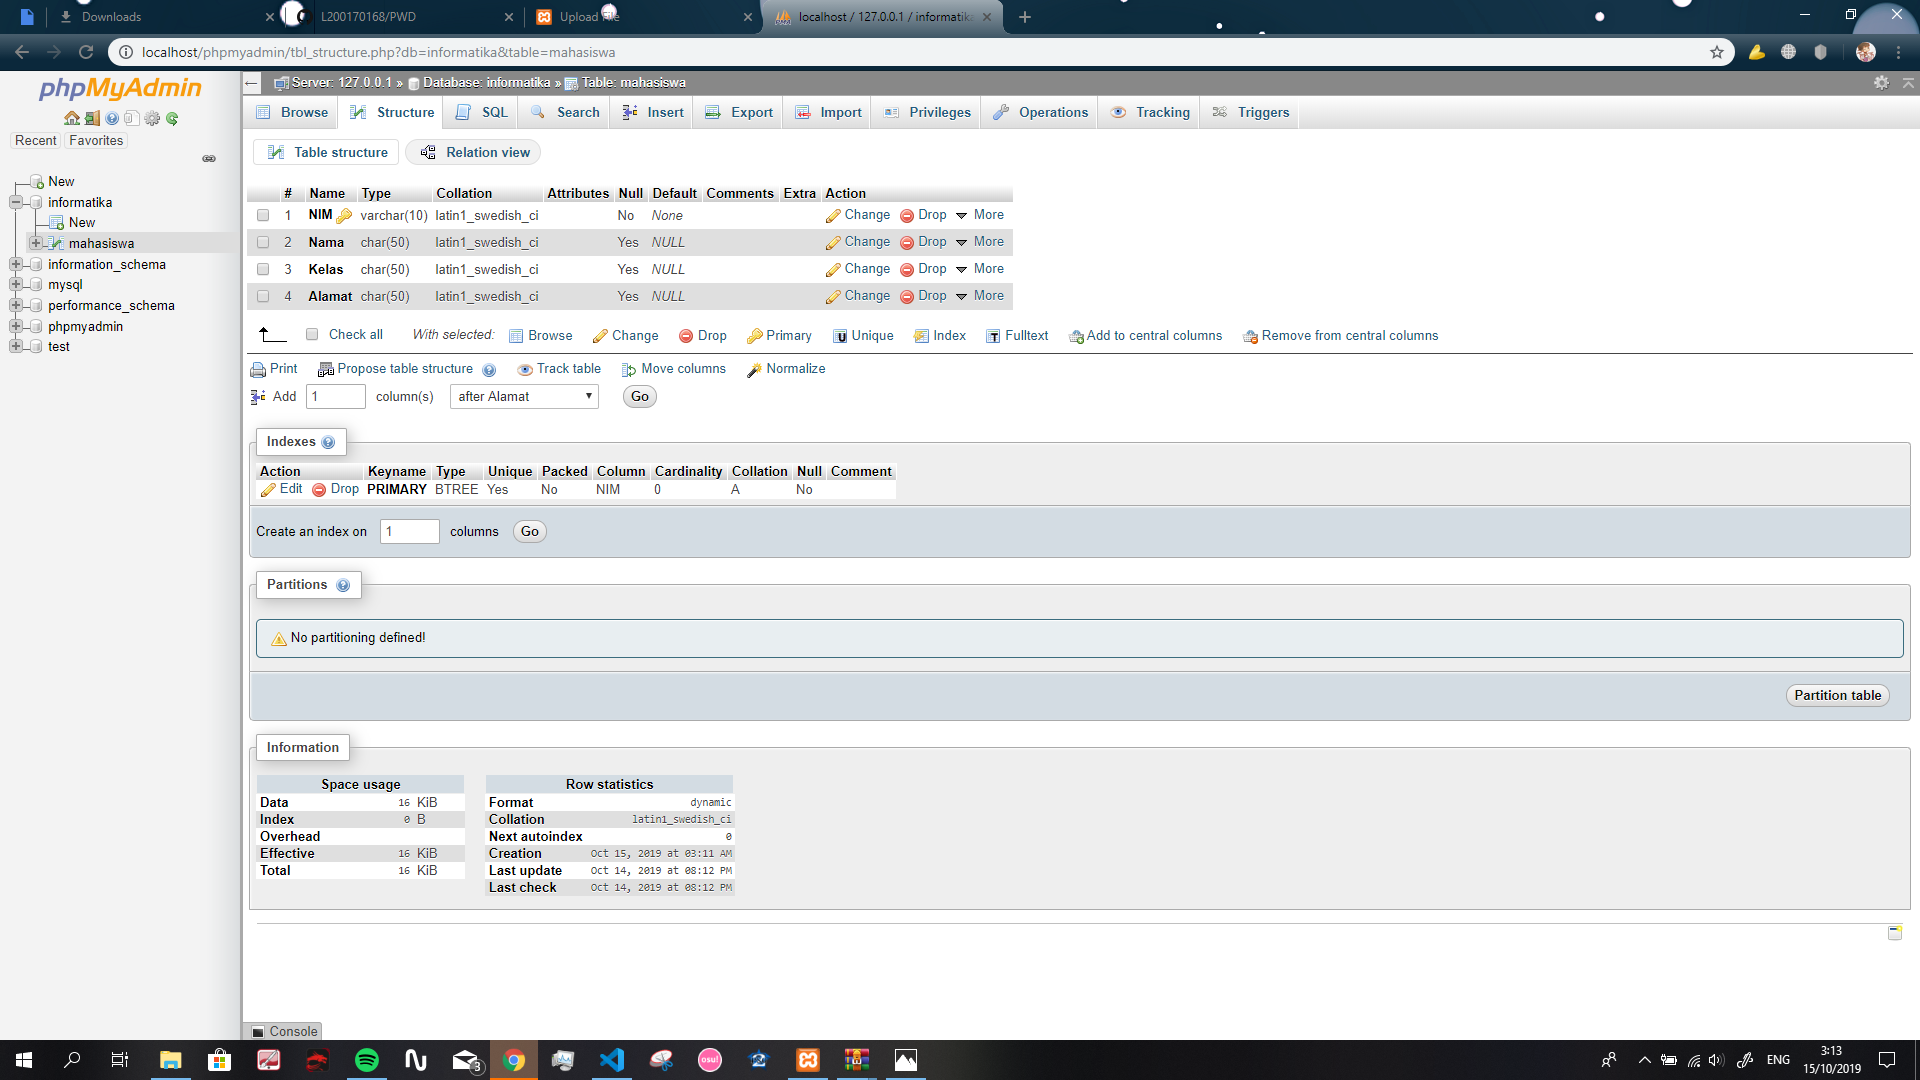 Downloads
L200170168/PWD
Upload File
localhost / 127.0.0.1 / informatik
localhost/phpmyadmin/tbl_structure.php?db=informatika&table=mahasiswa
phpMyAdmin
Recent Favorites
New
informatika
New
mahasiswa
information_schema
mysql
performance_schema
phpmyadmin
test
Server: 127.0.0.1 » Database: informatika » Table: mahasiswa
Browse Structure SQL Search Insert Export Import Privileges Operations Tracking Triggers
Table structure Relation view
# Name Type Collation Attributes Null Default Comments Extra Action
1 NIM varchar(10) latin1_swedish_ci No None Change Drop More
2 Nama char(50) latin1_swedish_ci Yes NULL Change Drop More
3 Kelas char(50) latin1_swedish_ci Yes NULL Change Drop More
4 Alamat char(50) latin1_swedish_ci Yes NULL Change Drop More
Check all With selected: Browse Change Drop Primary Unique Index Fulltext Add to central columns Remove from central columns
Print Propose table structure Track table Move columns Normalize
Add 1 column(s) after Alamat Go
Indexes
Action Keyname Type Unique Packed Column Cardinality Collation Null Comment
Edit Drop PRIMARY BTREE Yes No NIM 0 A No
Create an index on 1 columns Go
Partitions
No partitioning defined!
Partition table
Information
Space usage
Data 16 KiB
Index 0 B
Overhead
Effective 16 KiB
Total 16 KiB
Row statistics
Format dynamic
Collation latin1_swedish_ci
Next autoindex 0
Creation Oct 15, 2019 at 03:11 AM
Last update Oct 14, 2019 at 08:12 PM
Last check Oct 14, 2019 at 08:12 PM
Console
3
osu!
ENG
3:13
15/10/2019